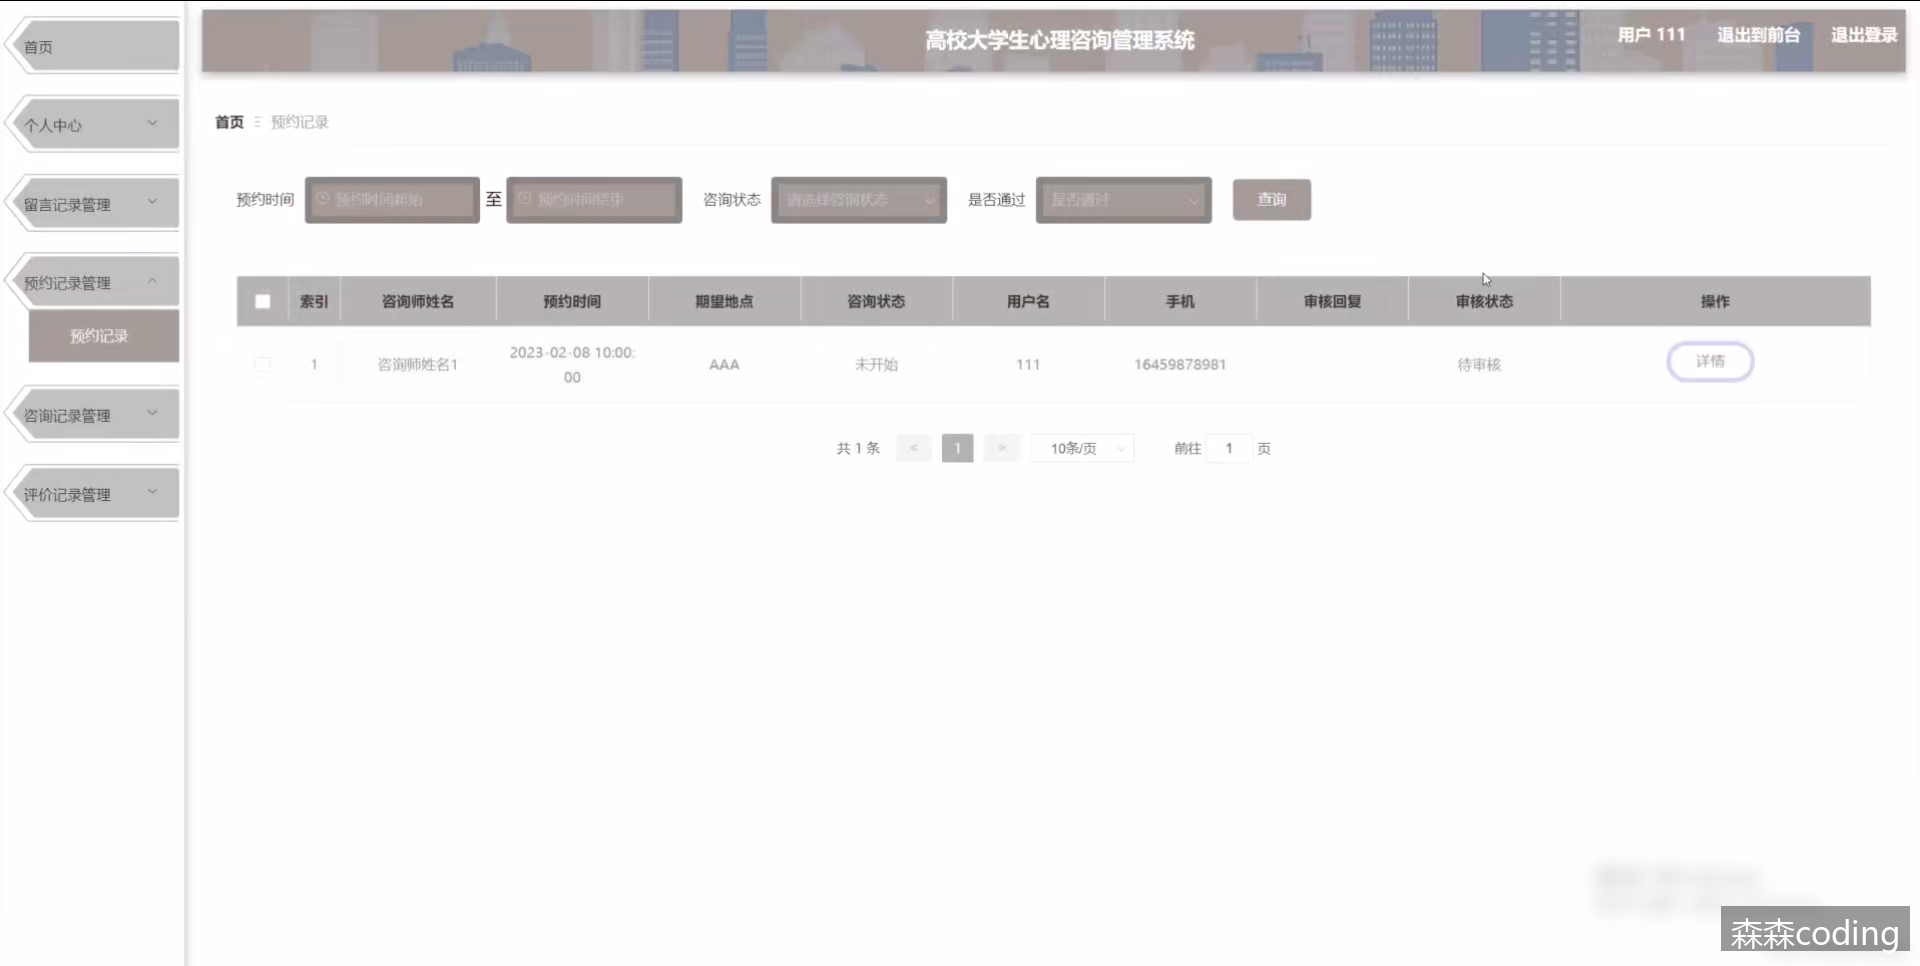 首页
个人中心
留言记录管理
预约记录管理
预约记录
咨询记录管理
评价记录管理
高校大学生心理咨询管理系统
用户 111 退出到前台 退出登录
首页 预约记录
预约时间 预约时间起始 至 预约时间结束 咨询状态 请选择咨询状态 是否通过 是否通过 查询
索引 咨询师姓名 预约时间 期望地点 咨询状态 用户名 手机 审核回复 审核状态 操作
1 咨询师姓名1 2023-02-08 10:00:
00 AAA 未开始 111 16459878981 待审核 详情
共 1 条 < 1 > 10条/页 前往 1 页
森森coding